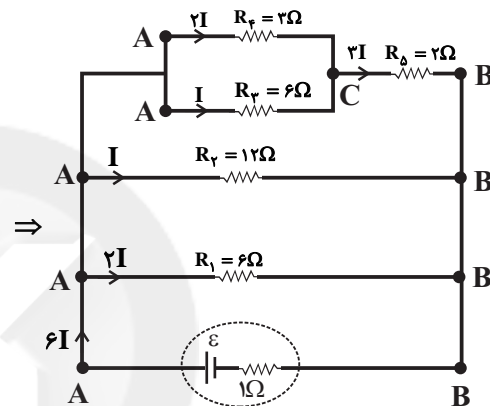 A ۲I R۴ = ۳Ω
۳I R۵ = ۲Ω B
A I R۳ = ۶Ω C
R۲ = ۱۲Ω
A I B
⇒
R۱ = ۶Ω
A ۲I B
۶I
ε
۱Ω
A B